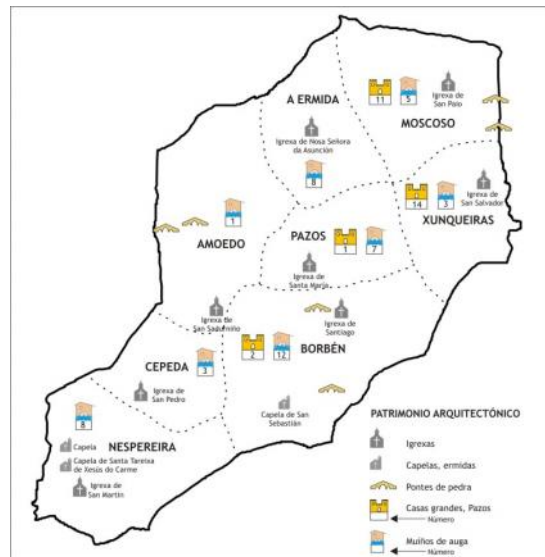 A ERMIDA
Igrexa de Nosa Señora
da Asunción
8
11
5
Igrexa de
San Paio
MOSCOSO
14
3
Igrexa de
San Salvador
XUNQUEIRAS
1
AMOEDO
PAZOS
1
7
Igrexa de
Santa María
Igrexa de
San Sadurniño
Igrexa de
Santiago
2
12
BORBÉN
CEPEDA
3
Igrexa de
San Pedro
Capela de San
Sebastián
8
NESPEREIRA
Capela
Capela de Santa Tareixa
de Xesús do Carme
Igrexa de
San Martín
PATRIMONIO ARQUITECTÓNICO
Igrexas
Capelas, ermidas
Pontes de pedra
Casas grandes, Pazos
Número
Muíños de auga
Número